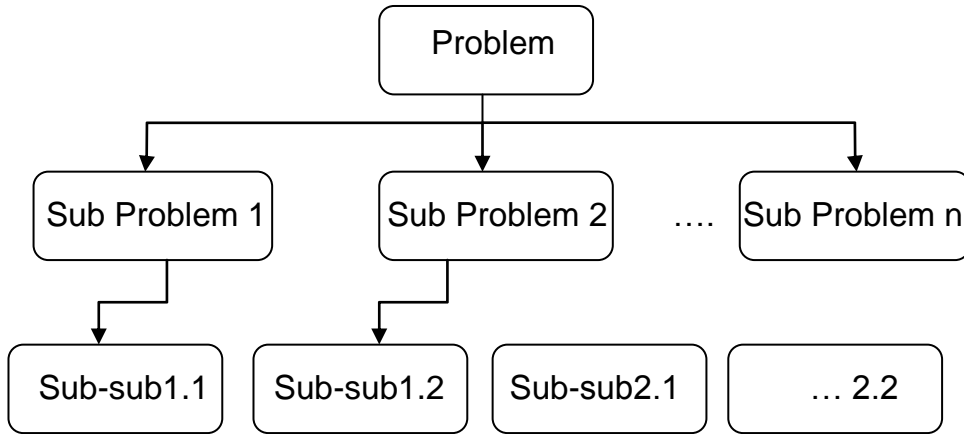 Problem
Sub Problem 1
Sub Problem 2
....
Sub Problem n
Sub-sub1.1
Sub-sub1.2
Sub-sub2.1
... 2.2